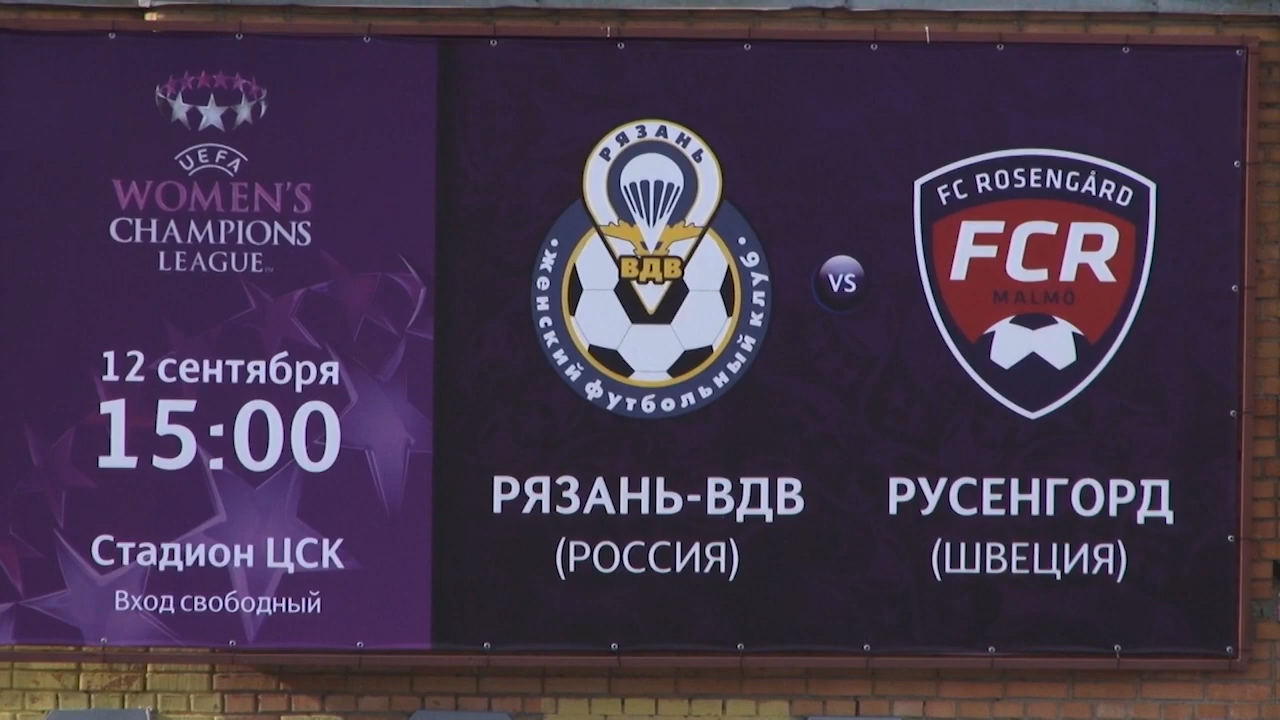 UEFA
WOMEN'S
CHAMPIONS
LEAGUE™
12 сентября
15:00
Стадион ЦСК
Вход свободный
РЯЗАНЬ
ВДВ
• Женский футбольный клуб •
РЯЗАНЬ-ВДВ
(РОССИЯ)
VS
FC ROSENGÅRD
FCR
MALMÖ
РУСЕНГОРД
(ШВЕЦИЯ)